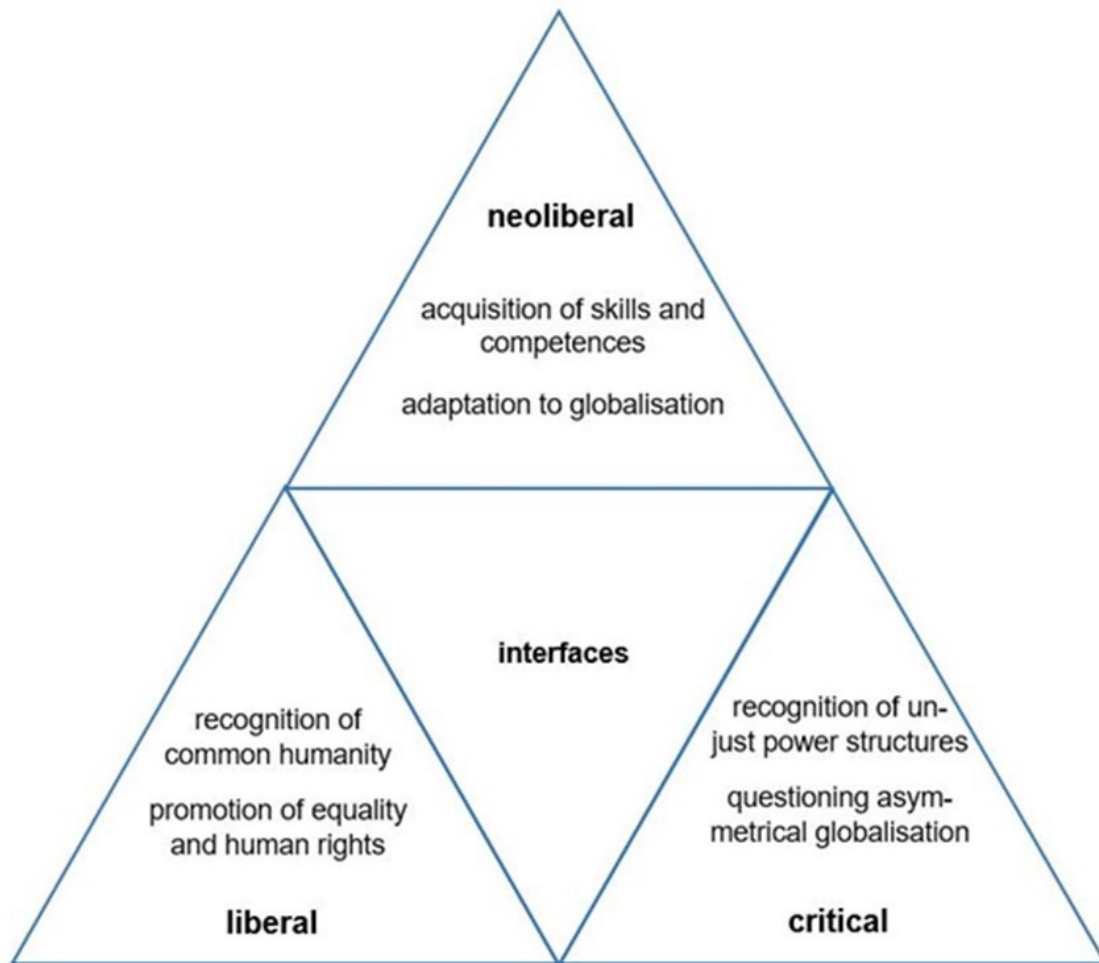 neoliberal
acquisition of skills and
competences
adaptation to globalisation
interfaces
recognition of
common humanity
promotion of equality
and human rights
liberal
recognition of un-
just power structures
questioning asym-
metrical globalisation
critical